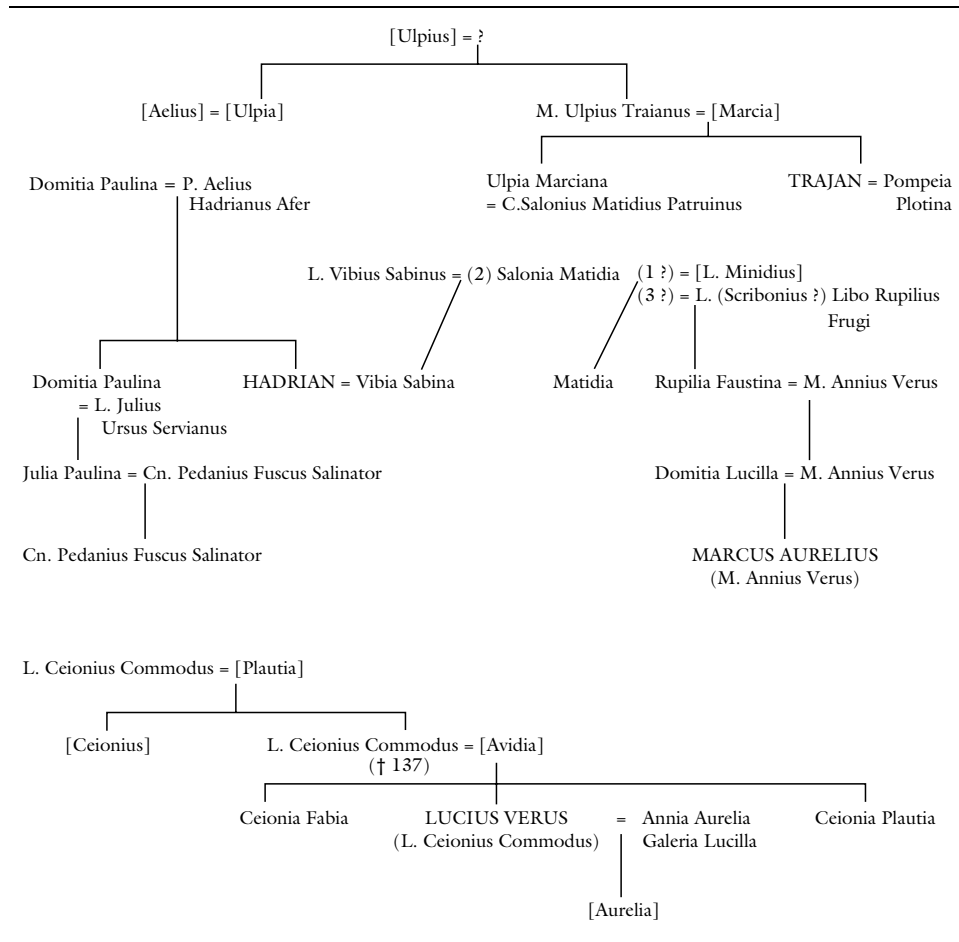 [Ulpius] = ?
[Aelius] = [Ulpia]
M. Ulpius Traianus = [Marcia]
Domitia Paulina = P. Aelius
Hadrianus Afer
Ulpia Marciana
= C.Salonius Matidius Patruinus
TRAJAN = Pompeia
Plotina
L. Vibius Sabinus = (2) Salonia Matidia
(1 ?) = [L. Minidius]
(3 ?) = L. (Scribonius ?) Libo Rupilius
Frugi
Domitia Paulina
= L. Julius
Ursus Servianus
HADRIAN = Vibia Sabina
Matidia
Rupilia Faustina = M. Annius Verus
Julia Paulina = Cn. Pedanius Fuscus Salinator
Domitia Lucilla = M. Annius Verus
Cn. Pedanius Fuscus Salinator
MARCUS AURELIUS
(M. Annius Verus)
L. Ceionius Commodus = [Plautia]
[Ceionius]
L. Ceionius Commodus = [Avidia]
(† 137)
Ceionia Fabia
LUCIUS VERUS = Annia Aurelia
(L. Ceionius Commodus) Galeria Lucilla
Ceionia Plautia
[Aurelia]